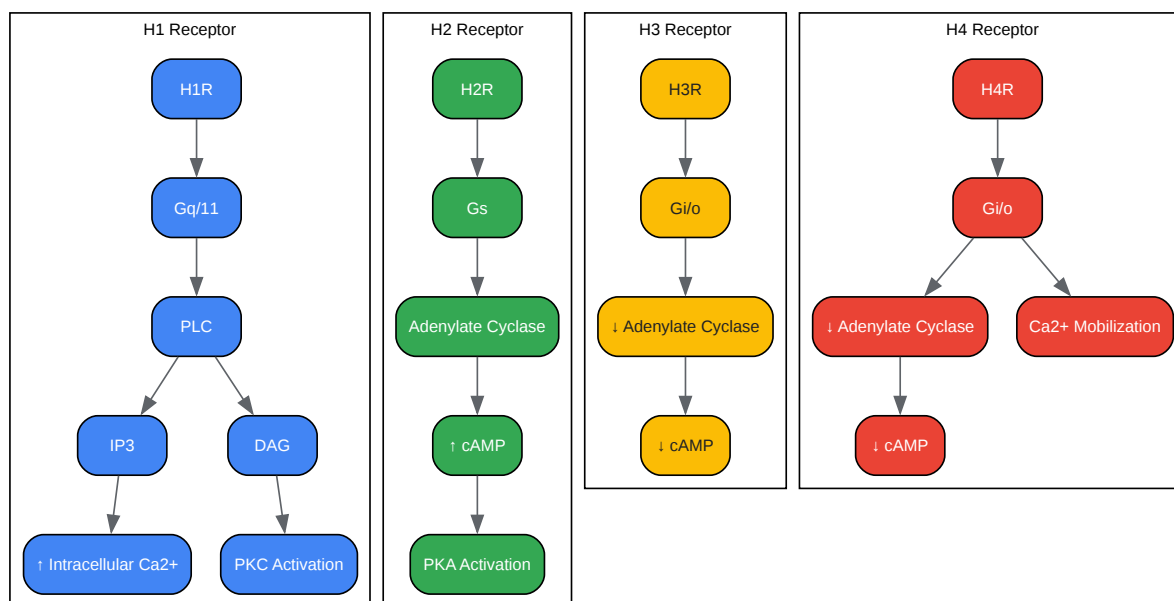 H1 Receptor
H1R
Gq/11
PLC
IP3
DAG
↑ Intracellular Ca2+
PKC Activation
H2 Receptor
H2R
Gs
Adenylate Cyclase
↑ cAMP
PKA Activation
H3 Receptor
H3R
Gi/o
↓ Adenylate Cyclase
↓ cAMP
H4 Receptor
H4R
Gi/o
↓ Adenylate Cyclase
Ca2+ Mobilization
↓ cAMP